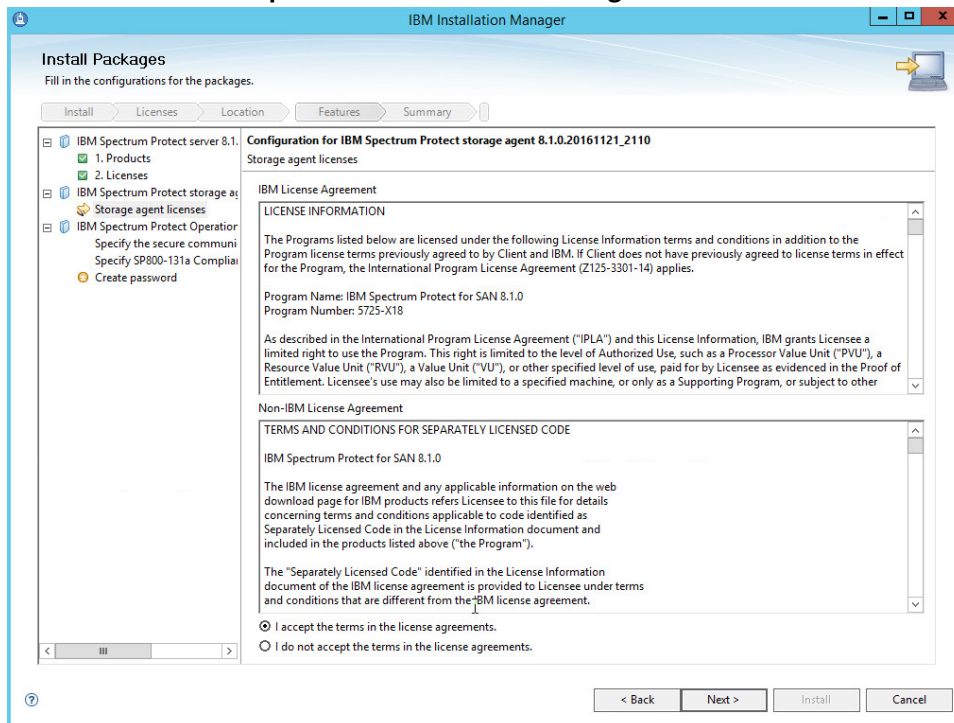 IBM Installation Manager
Install Packages
Fill in the configurations for the packages.
Install Licenses Location Features Summary
IBM Spectrum Protect server 8.1.
1. Products
2. Licenses
IBM Spectrum Protect storage ag
Storage agent licenses
IBM Spectrum Protect Operation
Specify the secure communi
Specify SP800-131a Complian
Create password
Configuration for IBM Spectrum Protect storage agent 8.1.0.20161121_2110
Storage agent licenses
IBM License Agreement
LICENSE INFORMATION
The Programs listed below are licensed under the following License Information terms and conditions in addition to the
Program license terms previously agreed to by Client and IBM. If Client does not have previously agreed to license terms in effect
for the Program, the International Program License Agreement (Z125-3301-14) applies.
Program Name: IBM Spectrum Protect for SAN 8.1.0
Program Number: 5725-X18
As described in the International Program License Agreement ("IPLA") and this License Information, IBM grants Licensee a
limited right to use the Program. This right is limited to the level of Authorized Use, such as a Processor Value Unit ("PVU"), a
Resource Value Unit ("RVU"), a Value Unit ("VU"), or other specified level of use, paid for by Licensee as evidenced in the Proof of
Entitlement. Licensee's use may also be limited to a specified machine, or only as a Supporting Program, or subject to other
Non-IBM License Agreement
TERMS AND CONDITIONS FOR SEPARATELY LICENSED CODE
IBM Spectrum Protect for SAN 8.1.0
The IBM license agreement and any applicable information on the web
download page for IBM products refers Licensee to this file for details
concerning terms and conditions applicable to code identified as
Separately Licensed Code in the License Information document and
included in the products listed above ("the Program").
The "Separately Licensed Code" identified in the License Information
document of the IBM license agreement is provided to Licensee under terms
and conditions that are different from the IBM license agreement.
I accept the terms in the license agreements.
I do not accept the terms in the license agreements.
< Back Next > Install Cancel